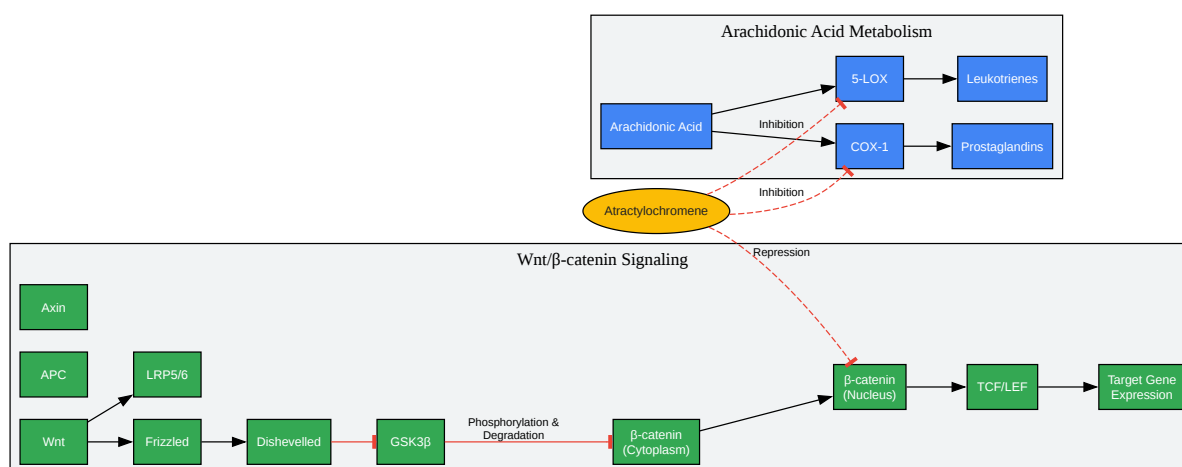 Arachidonic Acid Metabolism
5-LOX
Leukotrienes
Arachidonic Acid
Inhibition
COX-1
Prostaglandins
Inhibition
Atractylochromene
Repression
Wnt/β-catenin Signaling
Axin
APC
LRP5/6
β-catenin
(Nucleus)
TCF/LEF
Target Gene
Expression
Wnt
Frizzled
Dishevelled
GSK3β
Phosphorylation &
Degradation
β-catenin
(Cytoplasm)